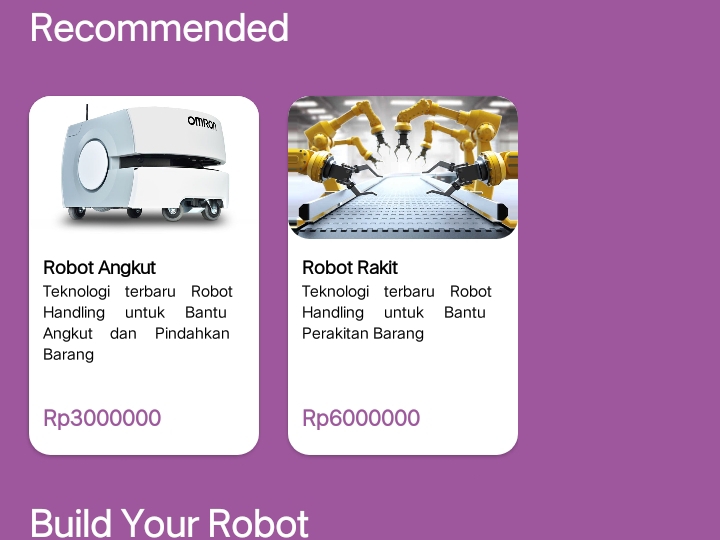 Recommended
OMRON
Robot Angkut
Teknologi terbaru Robot
Handling untuk Bantu
Angkut dan Pindahkan
Barang
Rp3000000
Robot Rakit
Teknologi terbaru Robot
Handling untuk Bantu
Perakitan Barang
Rp6000000
Build Your Robot